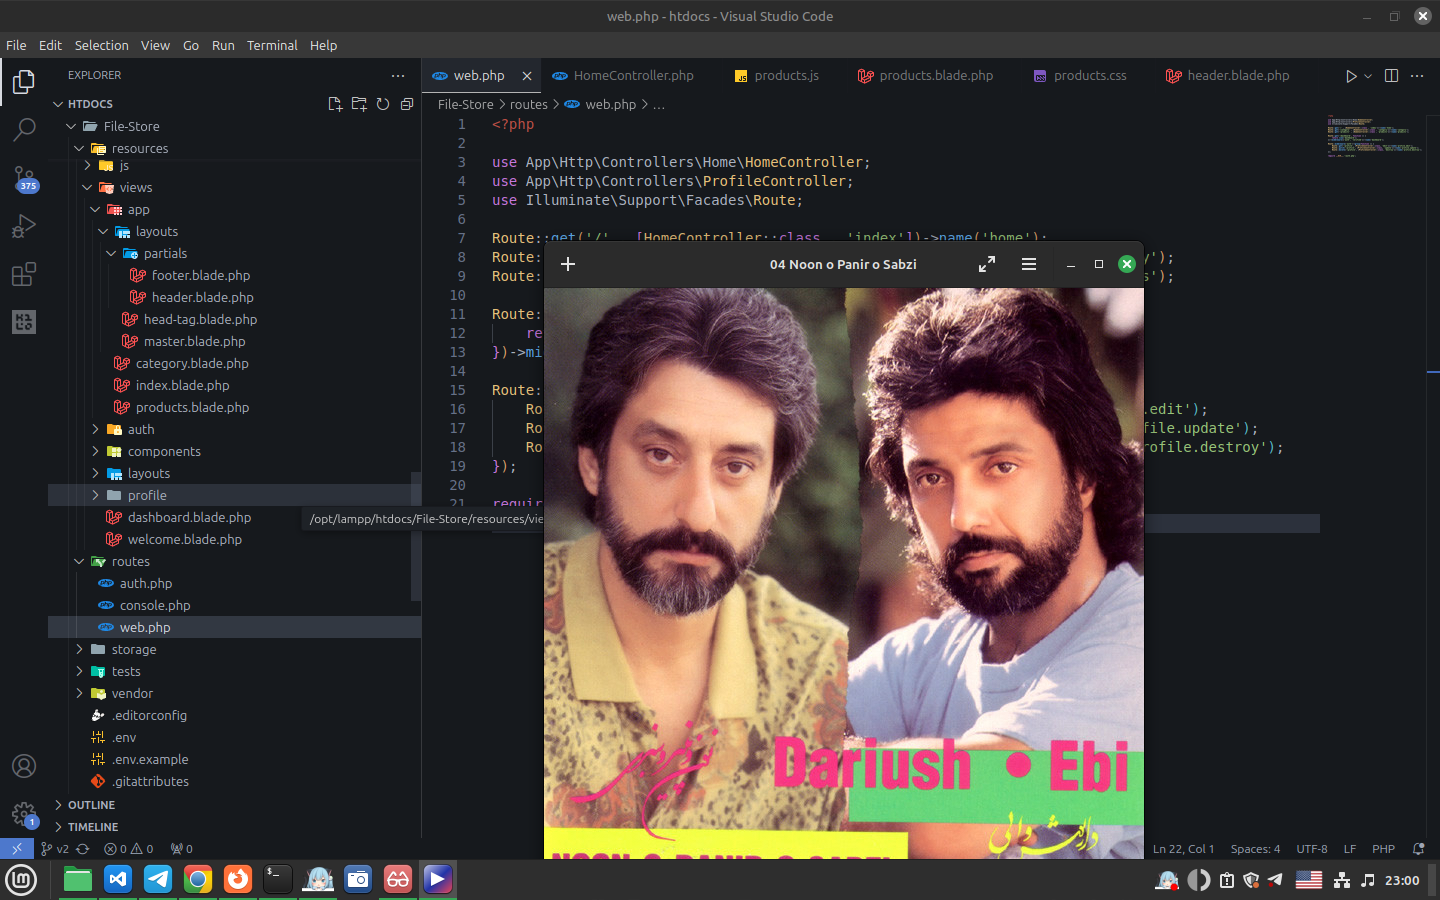 web.php - htdocs - Visual Studio Code
File Edit Selection View Go Run Terminal Help
EXPLORER
HTDOCS
File-Store
resources
js
views
app
layouts
partials
footer.blade.php
header.blade.php
head-tag.blade.php
master.blade.php
category.blade.php
index.blade.php
products.blade.php
auth
components
layouts
profile
dashboard.blade.php
welcome.blade.php
routes
auth.php
console.php
web.php
storage
tests
vendor
.editorconfig
.env
.env.example
.gitattributes
OUTLINE
TIMELINE
375
1
/opt/lampp/htdocs/File-Store/resources/vie
web.php HomeController.php products.js products.blade.php products.css header.blade.php
File-Store > routes > web.php > ...
1 <?php
2
3 use App\Http\Controllers\Home\HomeController;
4 use App\Http\Controllers\ProfileController;
5 use Illuminate\Support\Facades\Route;
6
7 Route::get('/' [HomeController::class 'index'])->name('home');
8 Route: y');
9 Route: s');
10
11 Route:
12 re
13 })->mi
14
15 Route:
16 Ro .edit');
17 Ro file.update');
18 Ro rofile.destroy');
19 });
20
21 requir
04 Noon o Panir o Sabzi
نون و پنیر و سبزی
Dariush • Ebi
داریوش و ابی
NOON O PANIR O SABZI
v2 0 0 0 Ln 22, Col 1 Spaces: 4 UTF-8 LF PHP
23:00